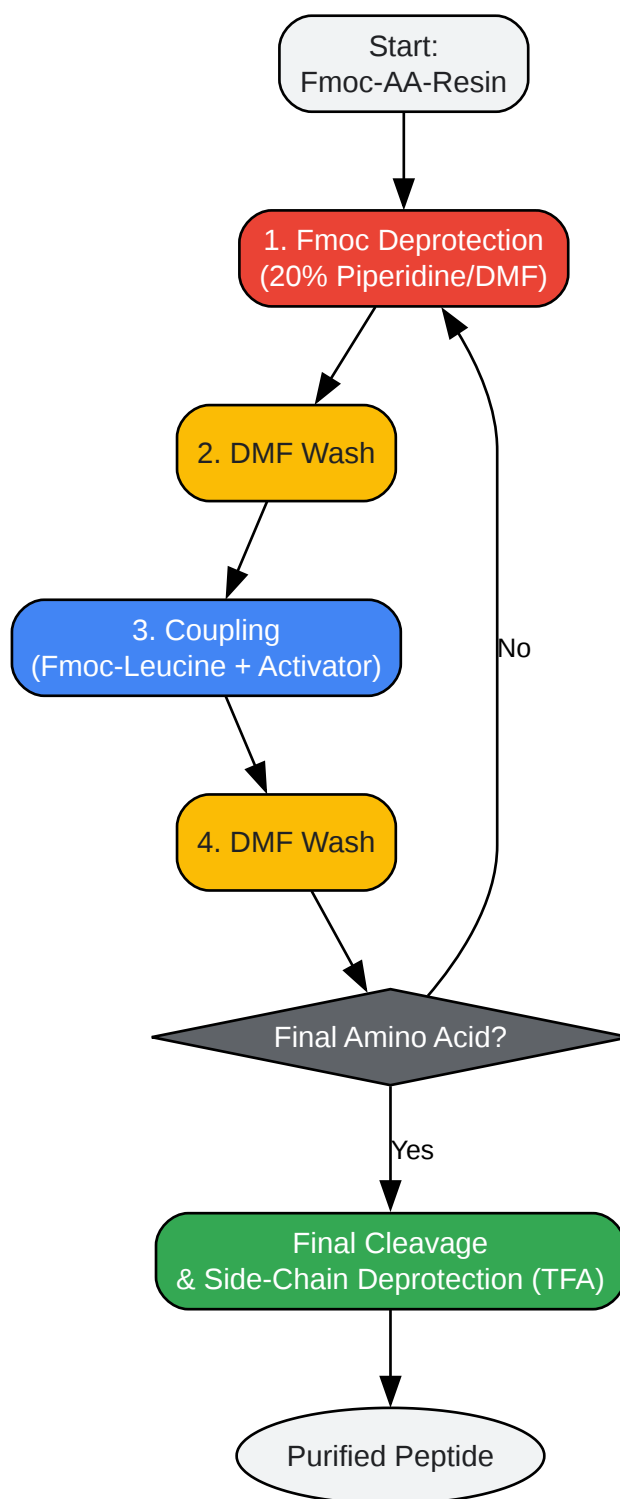 Start:
Fmoc-AA-Resin
1. Fmoc Deprotection
(20% Piperidine/DMF)
2. DMF Wash
3. Coupling
(Fmoc-Leucine + Activator)
No
4. DMF Wash
Final Amino Acid?
Yes
Final Cleavage
& Side-Chain Deprotection (TFA)
Purified Peptide